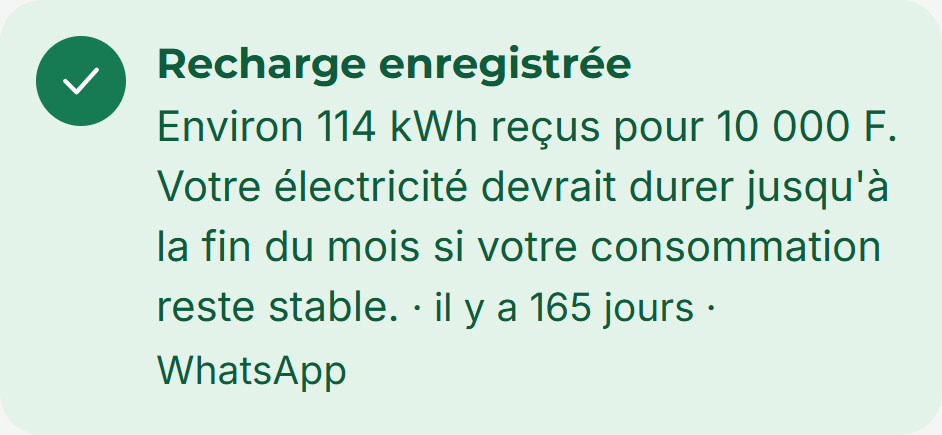 Recharge enregistrée
Environ 114 kWh reçus pour 10 000 F.
Votre électricité devrait durer jusqu'à
la fin du mois si votre consommation
reste stable. · il y a 165 jours ·
WhatsApp